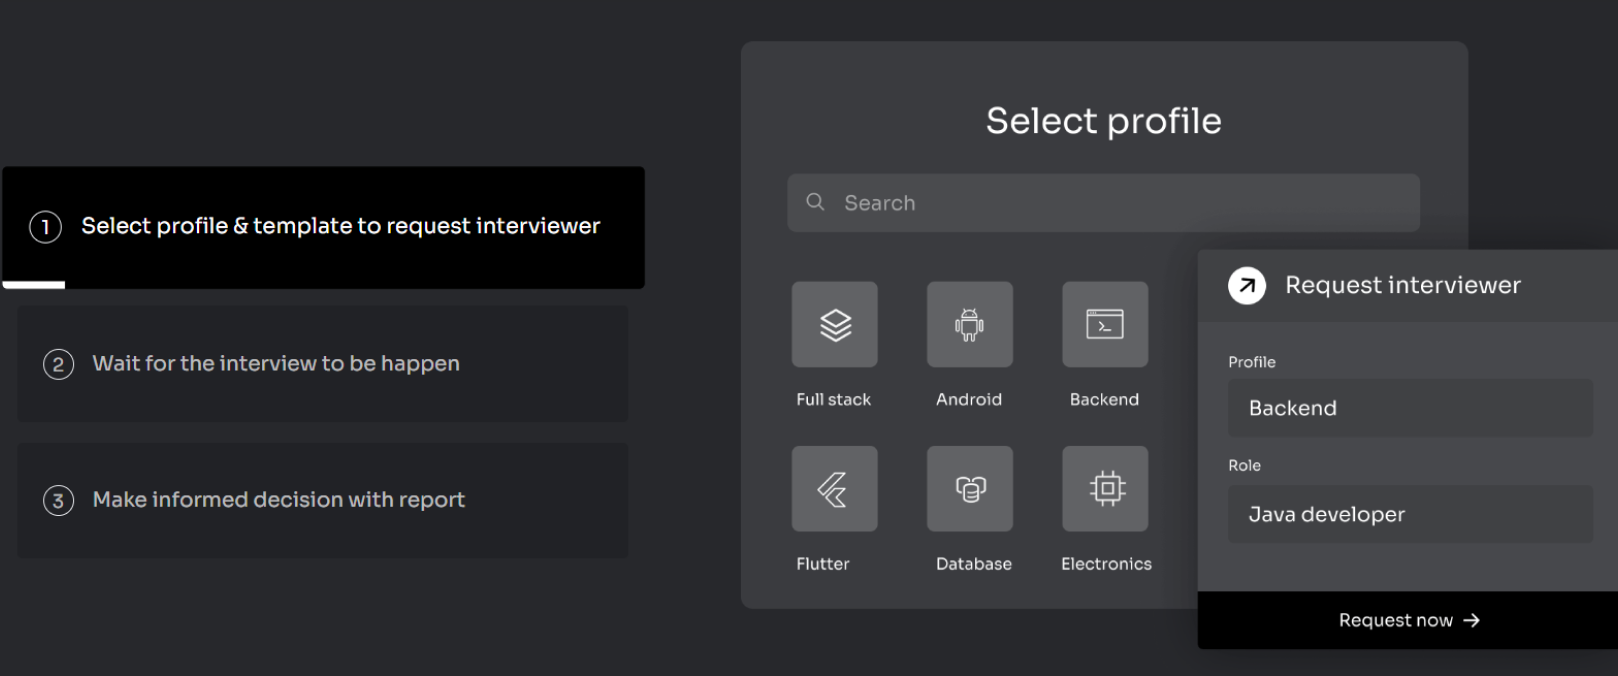 1 Select profile & template to request interviewer
2 Wait for the interview to be happen
3 Make informed decision with report
Select profile
Search
Full stack
Android
Backend
Flutter
Database
Electronics
Request interviewer
Profile
Backend
Role
Java developer
Request now →